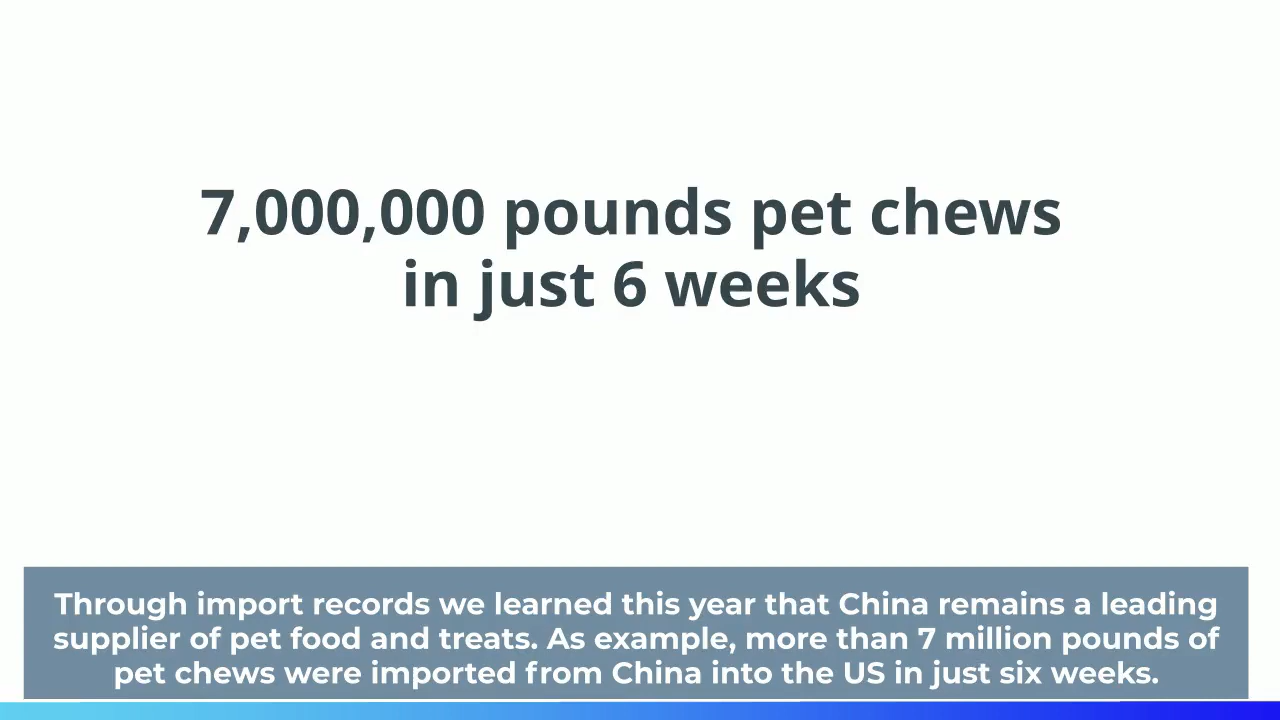 7,000,000 pounds pet chews
in just 6 weeks
Through import records we learned this year that China remains a leading
supplier of pet food and treats. As example, more than 7 million pounds of
pet chews were imported from China into the US in just six weeks.